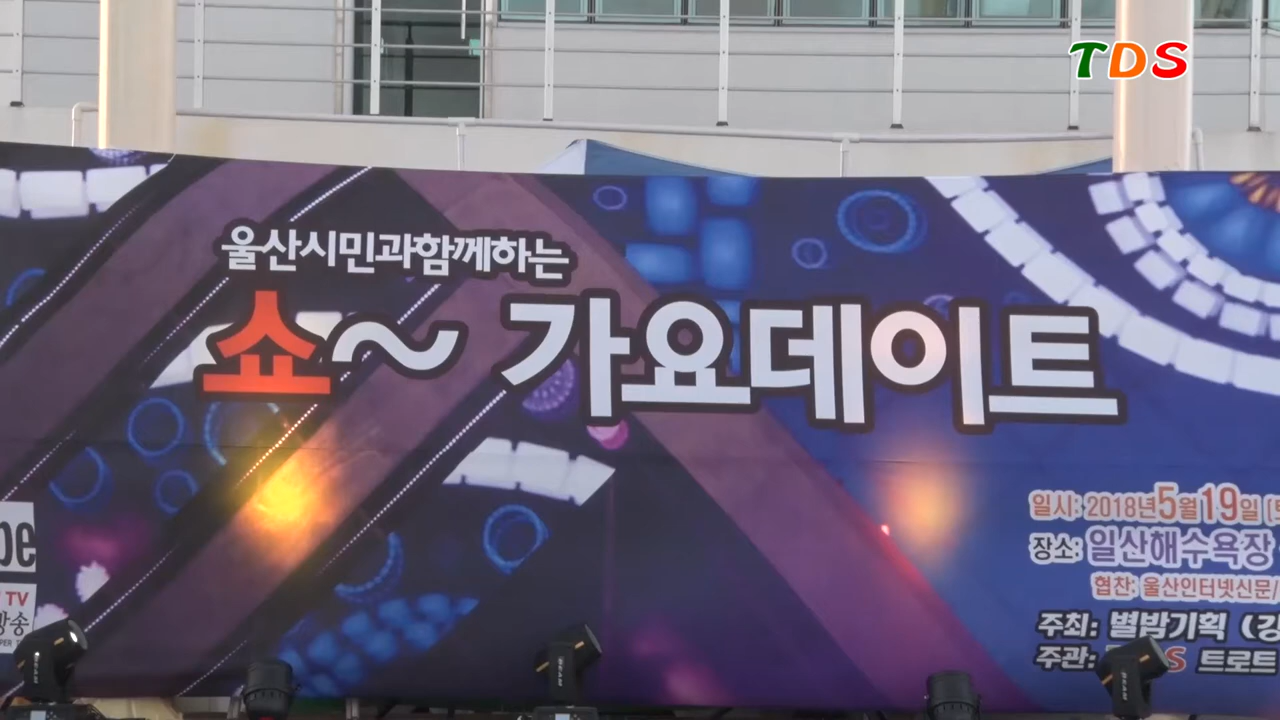 TDS
울산시민과함께하는
쇼~ 가요데이트
일시: 2018년5월19일
장소: 일산해수욕장
협찬: 울산인터넷신문/
주최: 별밤기획
주관: 트로트
be
TV
방송